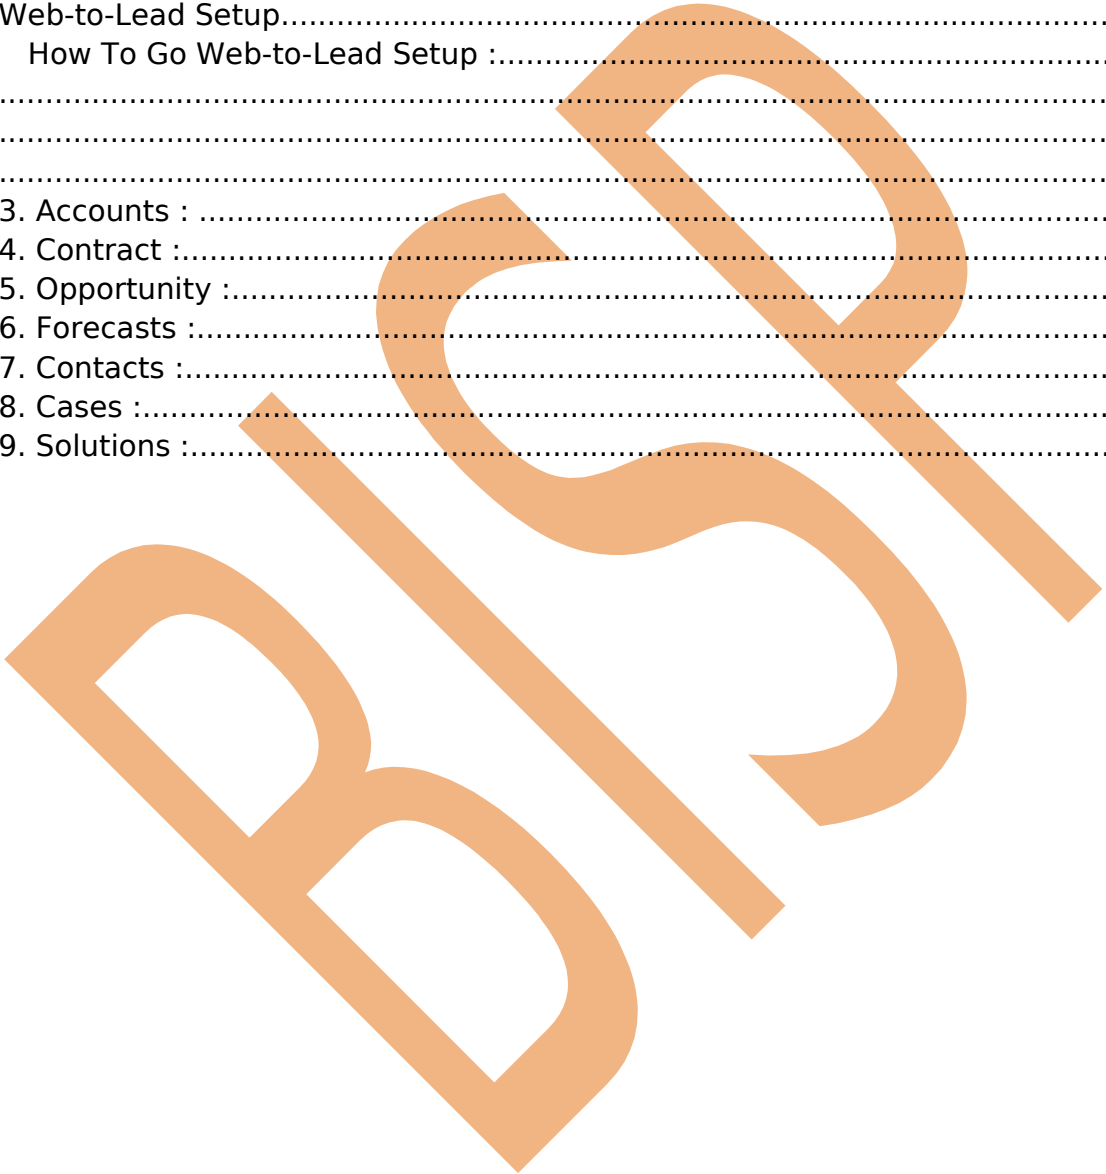 Web-to-Lead Setup..........................................................................................
How To Go Web-to-Lead Setup :...................................................................
.........................................................................................................................
.........................................................................................................................
.........................................................................................................................
3. Accounts : ...................................................................................................
4. Contract :.....................................................................................................
5. Opportunity :................................................................................................
6. Forecasts :...................................................................................................
7. Contacts :.....................................................................................................
8. Cases :.........................................................................................................
9. Solutions :....................................................................................................
BISP